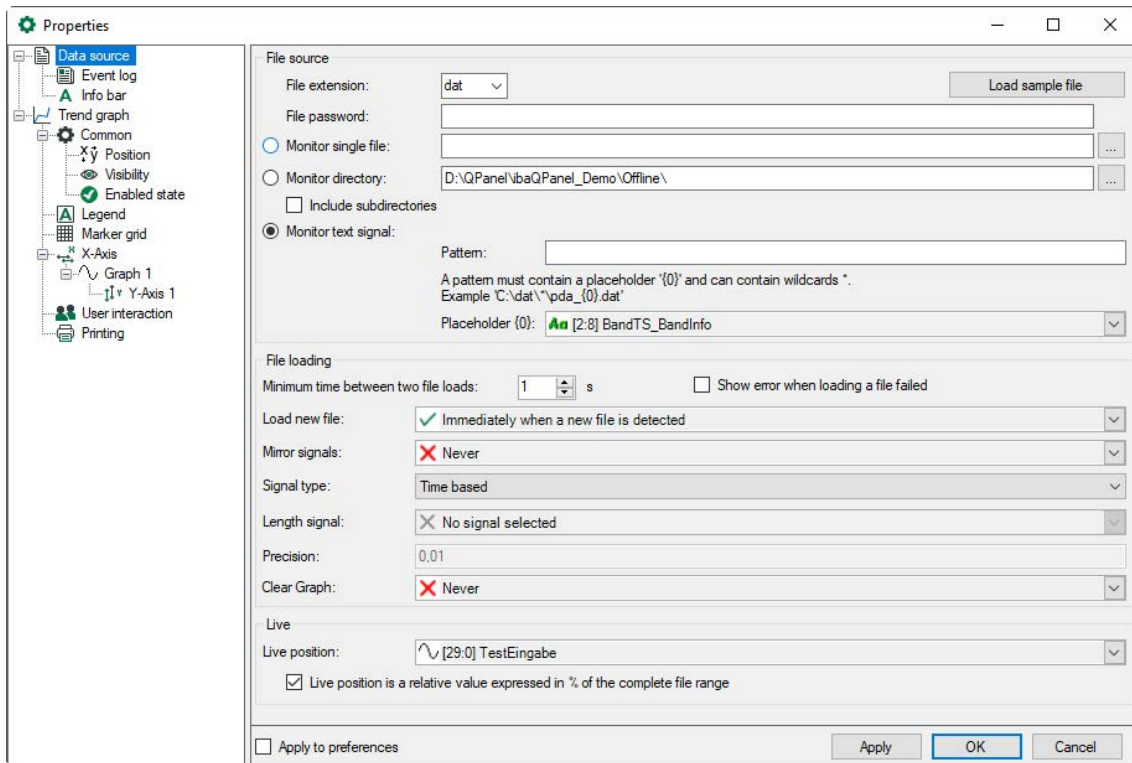 Properties
Data source
Event log
Info bar
Trend graph
Common
Position
Visibility
Enabled state
Legend
Marker grid
X-Axis
Graph 1
Y-Axis 1
User interaction
Printing
File source
File extension: dat Load sample file
File password:
Monitor single file: ...
Monitor directory: D:\QPanel\ibaQPanel_Demo\Offline\ ...
Include subdirectories
Monitor text signal:
Pattern:
A pattern must contain a placeholder '{0}' and can contain wildcards *.
Example 'C:\dat\*\pda_{0}.dat'
Placeholder {0}: Aa [2:8] BandTS_BandInfo
File loading
Minimum time between two file loads: 1 s Show error when loading a file failed
Load new file: Immediately when a new file is detected
Mirror signals: Never
Signal type: Time based
Length signal: No signal selected
Precision: 0,01
Clear Graph: Never
Live
Live position: [29:0] TestEingabe
Live position is a relative value expressed in % of the complete file range
Apply to preferences Apply OK Cancel